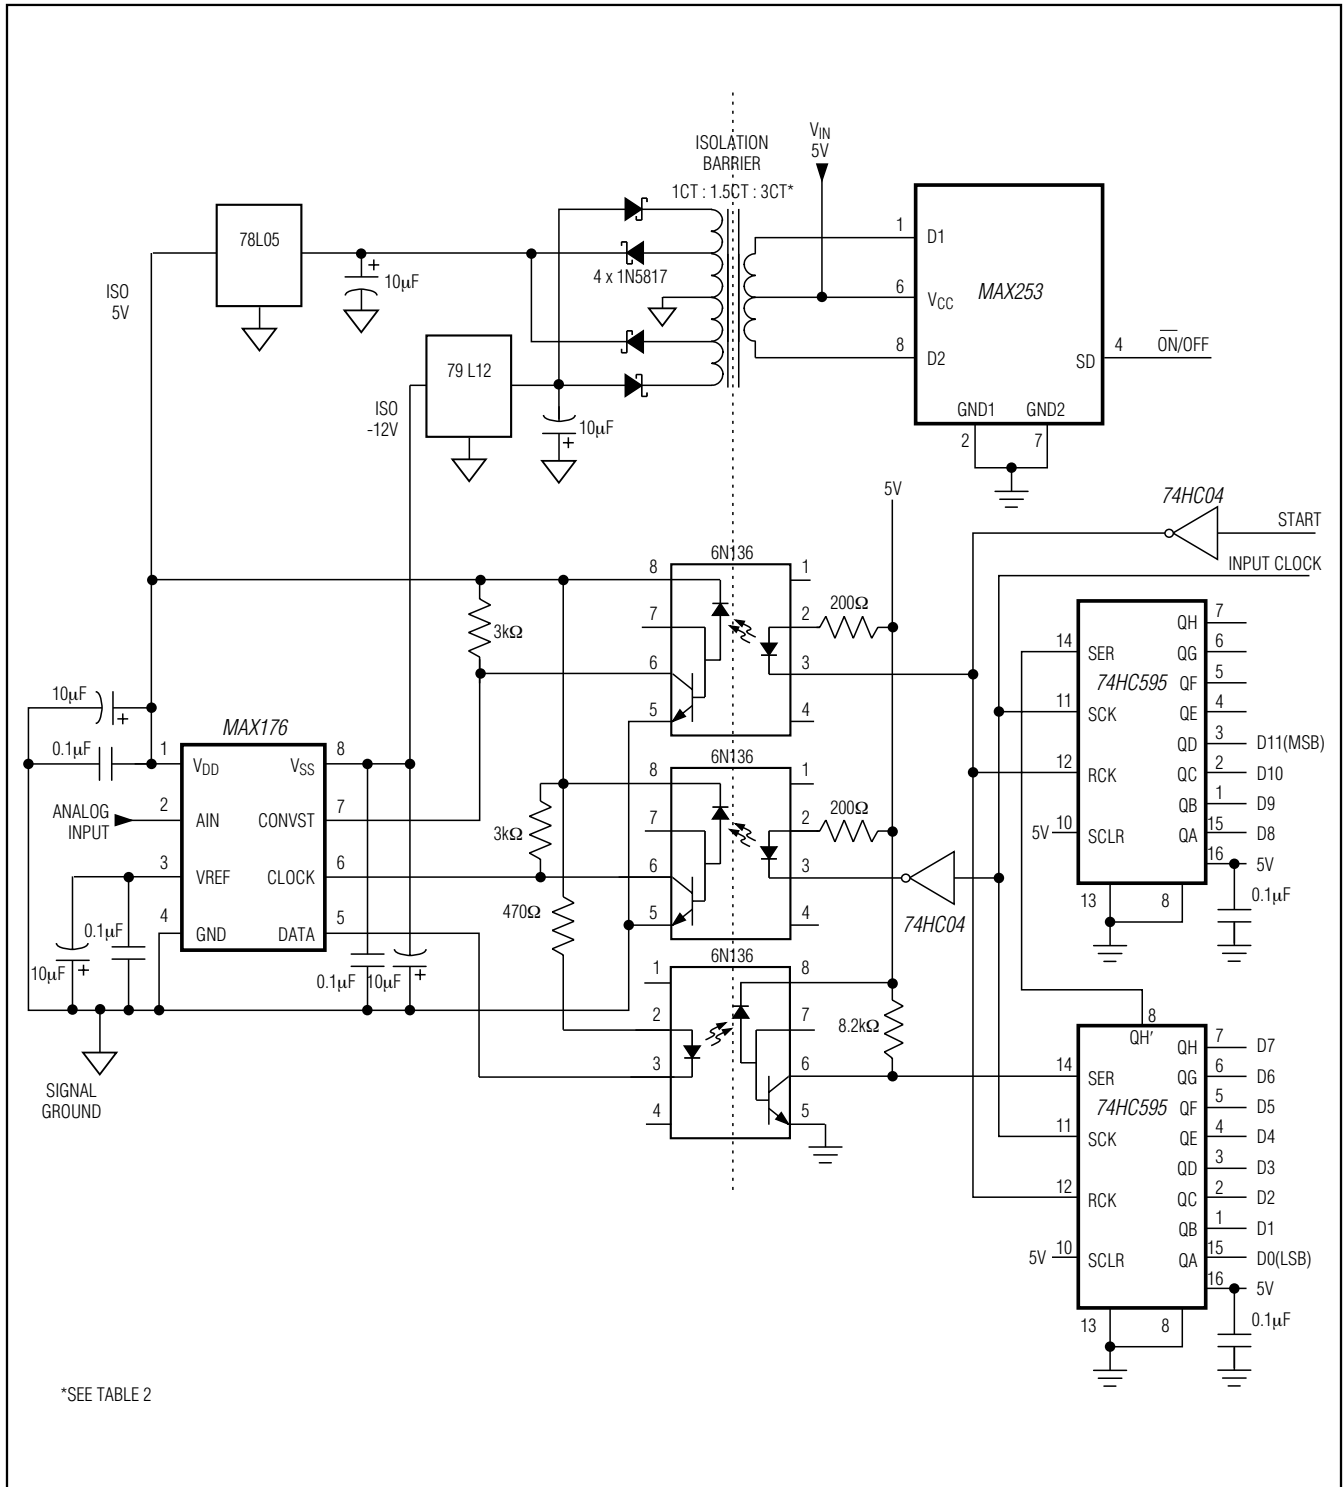 ISOLATION
BARRIER
1CT : 1.5CT : 3CT*
VIN
5V
78L05
10µF
+
ISO
5V
4 x 1N5817
79 L12
ISO
-12V
10µF
+
1
D1
6
VCC
8
D2
MAX253
SD
4
ON/OFF
GND1
GND2
2
7
5V
74HC04
START
INPUT CLOCK
6N136
8
7
6
5
1
2
3
4
200Ω
3kΩ
6N136
8
7
6
5
1
2
3
4
200Ω
3kΩ
74HC04
470Ω
6N136
1
2
3
4
8
7
6
5
8.2kΩ
10µF
+
0.1µF
MAX176
1
VDD
2
AIN
3
VREF
4
GND
VSS
8
CONVST
7
CLOCK
6
DATA
5
ANALOG
INPUT
0.1µF
10µF
+
0.1µF
10µF
+
SIGNAL
GROUND
74HC595
14
SER
11
SCK
12
RCK
5V
10
SCLR
QH
7
QG
6
QF
5
QE
4
QD
3
D11(MSB)
QC
2
D10
QB
1
D9
QA
15
D8
16
5V
0.1µF
13
8
8
QH'
74HC595
14
SER
11
SCK
12
RCK
5V
10
SCLR
QH
7
D7
QG
6
D6
QF
5
D5
QE
4
D4
QD
3
D3
QC
2
D2
QB
1
D1
QA
15
D0(LSB)
16
5V
0.1µF
13
8
*SEE TABLE 2